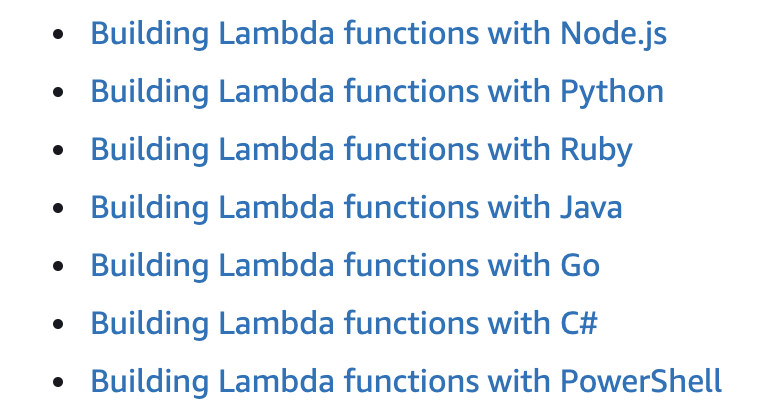 Building Lambda functions with Node.js
Building Lambda functions with Python
Building Lambda functions with Ruby
Building Lambda functions with Java
Building Lambda functions with Go
Building Lambda functions with C#
Building Lambda functions with PowerShell